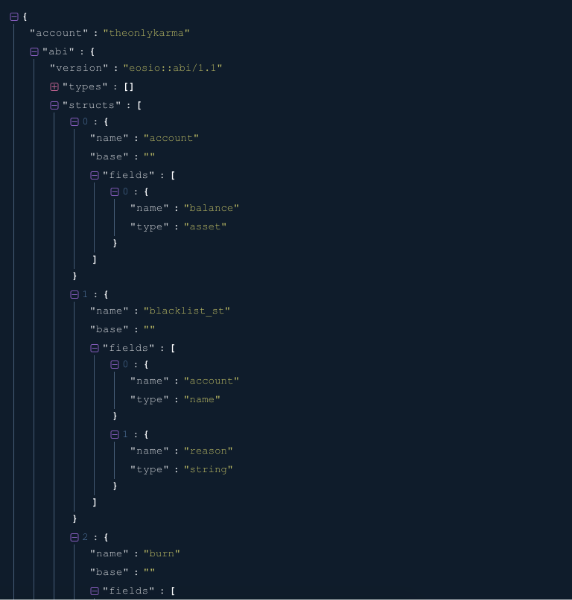 {
"account" : "theonlykarma"
"abi" : {
"version" : "eosio::abi/1.1"
"types" : []
"structs" : [
0 : {
"name" : "account"
"base" : ""
"fields" : [
0 : {
"name" : "balance"
"type" : "asset"
}
]
}
1 : {
"name" : "blacklist_st"
"base" : ""
"fields" : [
0 : {
"name" : "account"
"type" : "name"
}
1 : {
"name" : "reason"
"type" : "string"
}
]
}
2 : {
"name" : "burn"
"base" : ""
"fields" : [